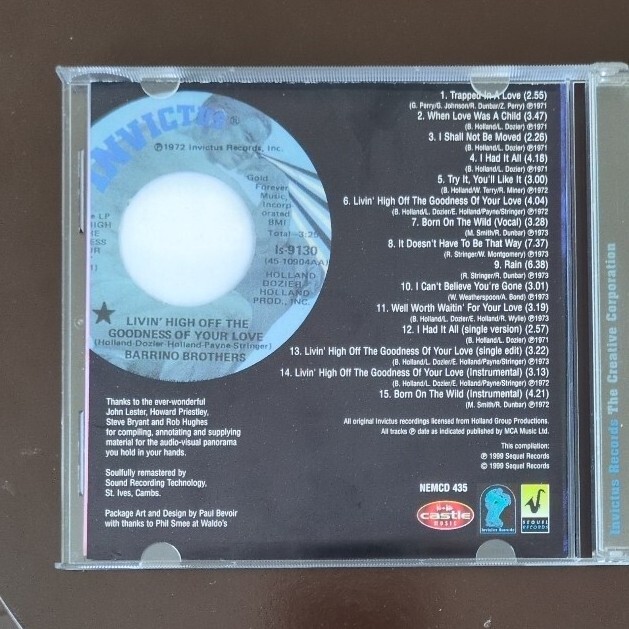 INVICTUS
℗1972 Invictus Records, Inc.
Gold
Forever
Music,
Incorp
orated
BMI
Total - 3:25
Is-9130
(45 10904AA)
HOLLAND
DOZIER
HOLLAND
PROD., INC.
LIVIN' HIGH OFF THE
GOODNESS OF YOUR LOVE
(Holland-Dozier-Holland-Payne-Stringer)
BARRINO BROTHERS
1. Trapped In A Love (2.55)
(G. Perry/G. Johnson/R. Dunbar/Z. Perry) ℗1971
2. When Love Was A Child (3.47)
(B. Holland/L. Dozier) ℗1971
3. I Shall Not Be Moved (2.26)
(B. Holland/L. Dozier) ℗1971
4. I Had It All (4.18)
(B. Holland/L. Dozier) ℗1971
5. Try It, You'll Like It (3.00)
(B. Holland/W. Terry/R. Miner) ℗1972
6. Livin' High Off The Goodness Of Your Love (4.04)
(B. Holland/L. Dozier/E. Holland/Payne/Stringer) ℗1972
7. Born On The Wild (Vocal) (3.28)
(M. Smith/R. Dunbar) ℗1973
8. It Doesn't Have To Be That Way (7.37)
(R. Stringer/W. Montgomery) ℗1973
9. Rain (6.38)
(R. Stringer/R. Dunbar) ℗1973
10. I Can't Believe You're Gone (3.01)
(W. Weatherspoon/A. Bond) ℗1973
11. Well Worth Waitin' For Your Love (3.19)
(B. Holland/L. Dozier/E. Holland/R. Wylie) ℗1973
12. I Had It All (single version) (2.57)
(B. Holland/L. Dozier) ℗1971
13. Livin' High Off The Goodness Of Your Love (single edit) (3.22)
(B. Holland/L. Dozier/E. Holland/Payne/Stringer) ℗1973
14. Livin' High Off The Goodness Of Your Love (Instrumental) (3.13)
(B. Holland/L. Dozier/E. Holland/Payne/Stringer) ℗1972
15. Born On The Wild (Instrumental) (4.21)
(M. Smith/R. Dunbar) ℗1972
All original Invictus recordings licensed from Holland Group Productions.
All tracks ℗ date as indicated published by MCA Music Ltd.
This compilation:
℗ 1999 Sequel Records
© 1999 Sequel Records
Thanks to the ever-wonderful
John Lester, Howard Priestley,
Steve Bryant and Rob Hughes
for compiling, annotating and supplying
material for the audio-visual panorama
you hold in your hands.
Soulfully remastered by
Sound Recording Technology,
St. Ives, Cambs.
Package Art and Design by Paul Bevoir
with thanks to Phil Smee at Waldo's
NEMCD 435
castle
MUSIC
Invictus Records
SEQUEL
RECORDS
Invictus Records The Creative Corporation